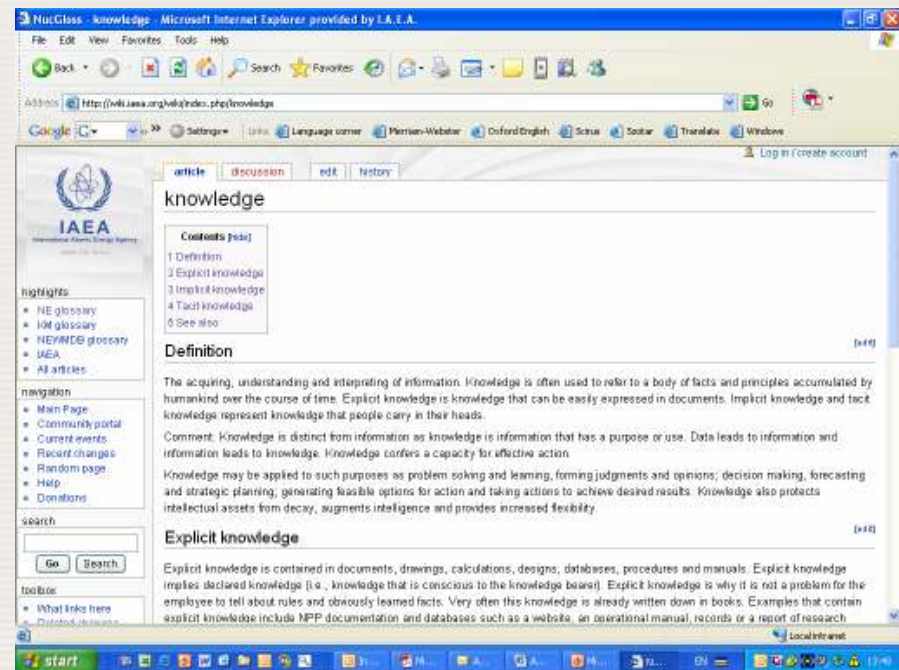 NucGloss - knowledge - Microsoft Internet Explorer provided by I.A.E.A.
File Edit View Favorites Tools Help
Back Search Favorites
Address http://wiki.iaea.org/wiki/index.php/knowledge Go
Google Settings Links Language corner Merriam-Webster OxfordEnglish Scirus Translate Windows
Log in / create account
article discussion edit history
IAEA
International Atomic Energy Agency
knowledge
Contents [hide]
1 Definition
2 Explicit knowledge
3 Implicit knowledge
4 Tacit knowledge
6 See also
highlights
NE glossary
KM glossary
NEWMDB glossary
IAEA
All articles
navigation
Main Page
Community portal
Current events
Recent changes
Random page
Help
Donations
search
Go Search
toolbox
What links here
Related changes
[edit]
Definition
The acquiring, understanding and interpreting of information. Knowledge is often used to refer to a body of facts and principles accumulated by
humankind over the course of time. Explicit knowledge is knowledge that can be easily expressed in documents. Implicit knowledge and tacit
knowledge represent knowledge that people carry in their heads.
Comment: Knowledge is distinct from information as knowledge is information that has a purpose or use. Data leads to information and
information leads to knowledge. Knowledge confers a capacity for effective action.
Knowledge may be applied to such purposes as problem solving and learning, forming judgments and opinions; decision making, forecasting
and strategic planning; generating feasible options for action and taking actions to achieve desired results. Knowledge also protects
intellectual assets from decay, augments intelligence and provides increased flexibility.
[edit]
Explicit knowledge
Explicit knowledge is contained in documents, drawings, calculations, designs, databases, procedures and manuals. Explicit knowledge
implies declared knowledge (i.e., knowledge that is conscious to the knowledge bearer). Explicit knowledge is why it is not a problem for the
employee to tell about rules and obviously learned facts. Very often this knowledge is already written down in books. Examples that contain
explicit knowledge include NPP documentation and databases such as a website, an operational manual, records or a report of research
Local intranet
start EN